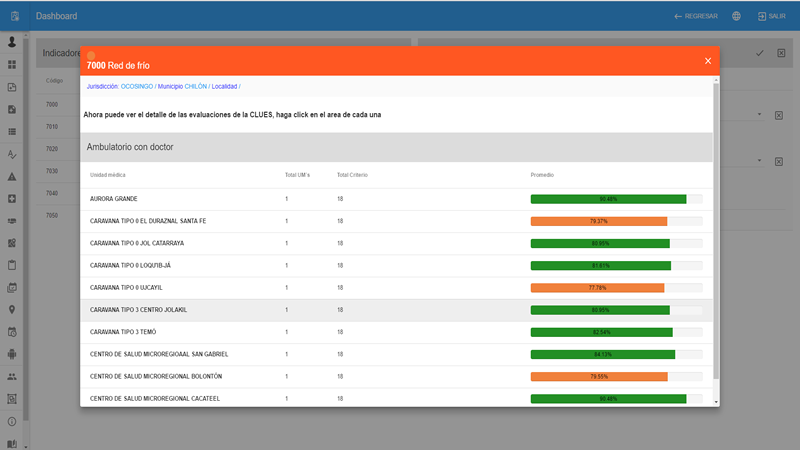 Dashboard
REGRESAR
SALIR
Indicadore
Código
7000
7010
7020
7030
7040
7050
7000 Red de frio
Jurisdicción: OCOSINGO / Municipio CHILÓN / Localidad /
Ahora puede ver el detalle de las evaluaciones de la CLUES, haga click en el area de cada una
Ambulatorio con doctor
Unidad médica Total UM's Total Criterio Promedio
AURORA GRANDE 1 18 90.48%
CARAVANA TIPO 0 EL DURAZNAL SANTA FE 1 18 79.37%
CARAVANA TIPO 0 JOL CATARRAYA 1 18 80.95%
CARAVANA TIPO 0 LOQU'IB-JÁ 1 18 81.61%
CARAVANA TIPO 0 UJCAYIL 1 18 77.78%
CARAVANA TIPO 3 CENTRO JOLAKIL 1 18 80.95%
CARAVANA TIPO 3 TEMÓ 1 18 82.54%
CENTRO DE SALUD MICROREGIOAAL SAN GABRIEL 1 18 84.13%
CENTRO DE SALUD MICROREGIONAL BOLONTÓN 1 18 79.55%
CENTRO DE SALUD MICROREGIONAL CACATEEL 1 18 90.48%